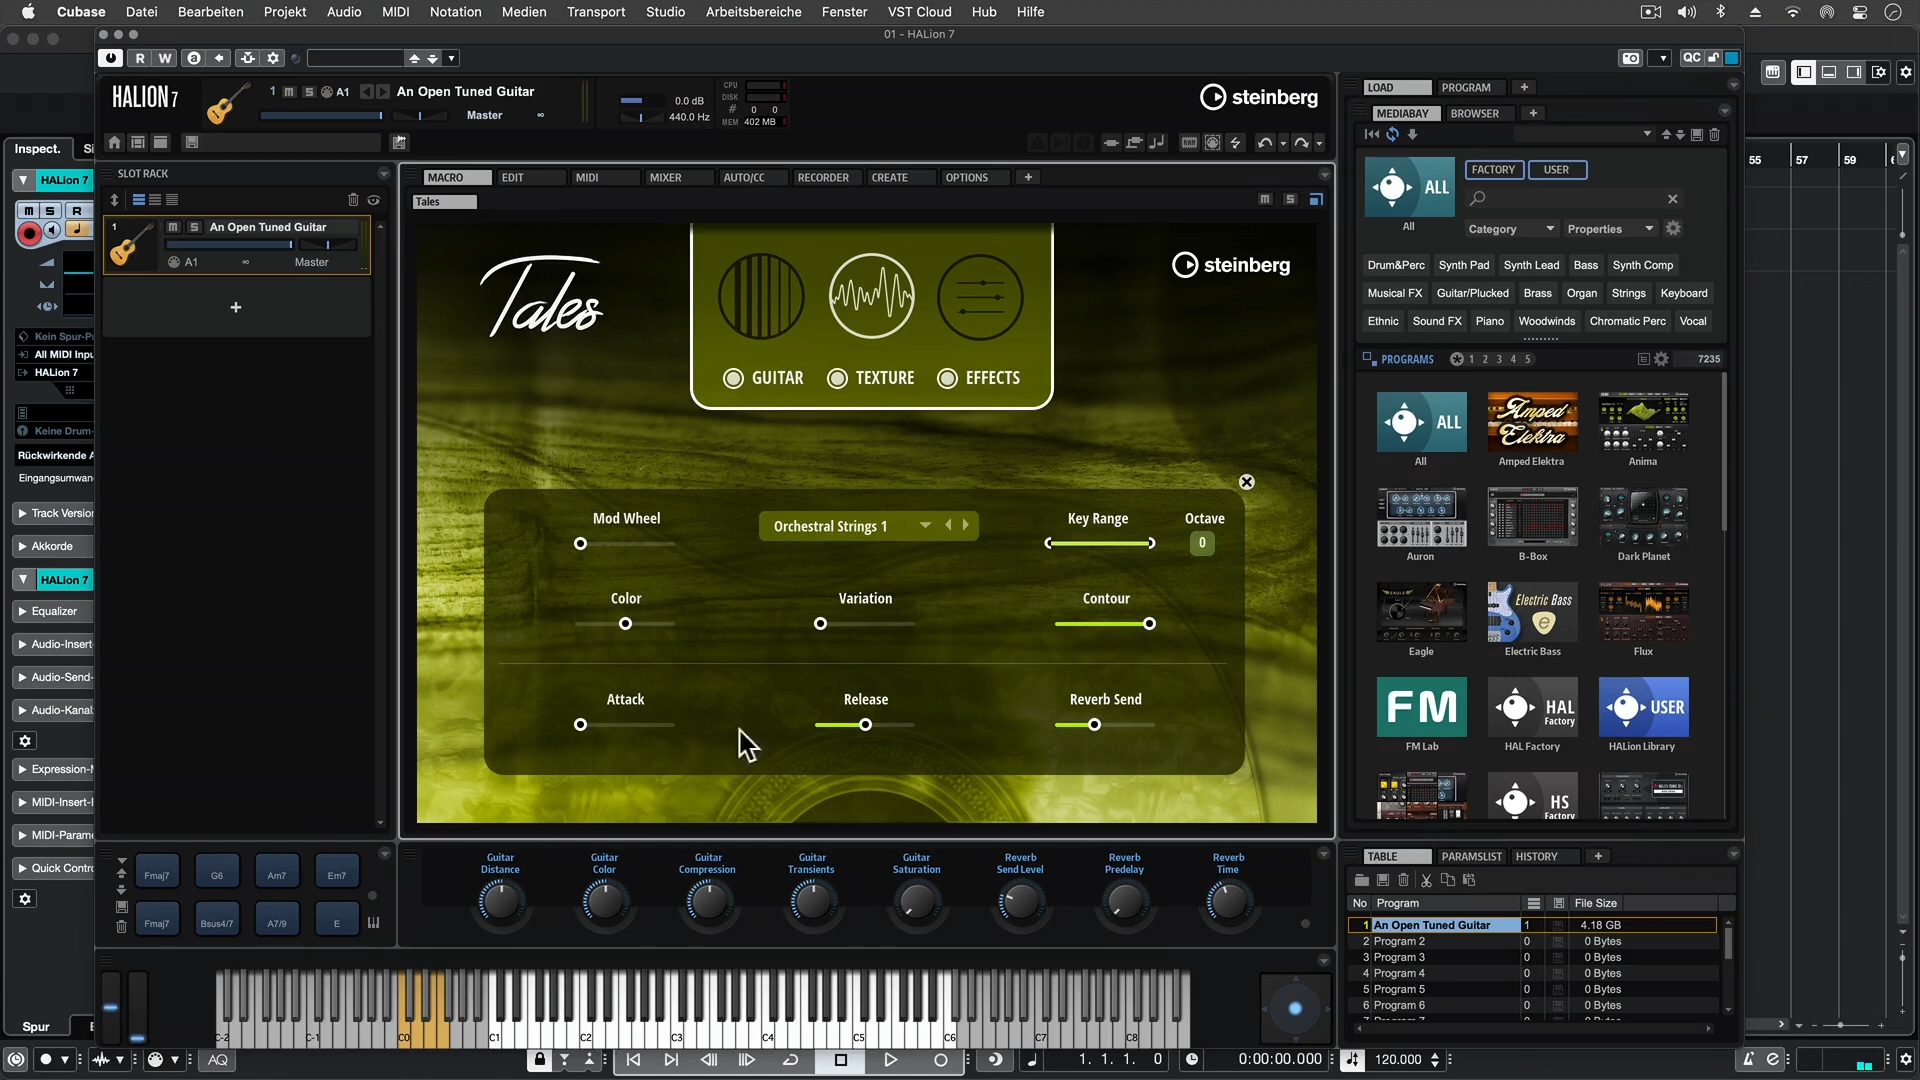 Cubase Datei Bearbeiten Projekt Audio MIDI Notation Medien Transport Studio Arbeitsbereiche Fenster VST Cloud Hub Hilfe
01 - HALion 7
R W a QC
HALION 7
1 M S A1 An Open Tuned Guitar
Master ∞
0.0 dB
440.0 Hz
CPU
DISK
# 0 0
MEM 402 MB
steinberg
LOAD PROGRAM +
MEDIABAY BROWSER +
Inspect.
SLOT RACK
MACRO EDIT MIDI MIXER AUTO/CC RECORDER CREATE OPTIONS +
Tales M S
FACTORY USER
ALL
All
Category Properties
Drum&Perc Synth Pad Synth Lead Bass Synth Comp
Musical FX Guitar/Plucked Brass Organ Strings Keyboard
Ethnic Sound FX Piano Woodwinds Chromatic Perc Vocal
55 57 59
HALion 7
M S R
1 M S An Open Tuned Guitar
A1 ∞ Master
+
Tales
steinberg
GUITAR TEXTURE EFFECTS
PROGRAMS 1 2 3 4 5 7235
ALL
All Amped Elektra Anima
Auron B-Box Dark Planet
Eagle Electric Bass Flux
FM HAL Factory USER
FM Lab HAL Factory HALion Library
HS Factory
Mod Wheel Orchestral Strings 1 Key Range Octave
0
Color Variation Contour
Attack Release Reverb Send
Kein Spur-P
All MIDI Inpu
HALion 7
Keine Drum-
Rückwirkende A
Eingangsumwan
Track Version
Akkorde
HALion 7
Equalizer
Audio-Insert-
Audio-Send-
Audio-Kanal
Expression-M
MIDI-Insert-E
MIDI-Parame
Quick Contro
Spur
Fmaj7 G6 Am7 Em7
Fmaj7 Bsus4/7 A7/9 E
Guitar Distance
Guitar Color
Guitar Compression
Guitar Transients
Guitar Saturation
Reverb Send Level
Reverb Predelay
Reverb Time
TABLE PARAMSLIST HISTORY +
No Program File Size
1 An Open Tuned Guitar 1 4.18 GB
2 Program 2 0 0 Bytes
3 Program 3 0 0 Bytes
4 Program 4 0 0 Bytes
5 Program 5 0 0 Bytes
6 Program 6 0 0 Bytes
C-2 C-1 C0 C1 C2 C3 C4 C5 C6 C7 C8
AQ 1. 1. 1. 0 0:00:00.000 120.000